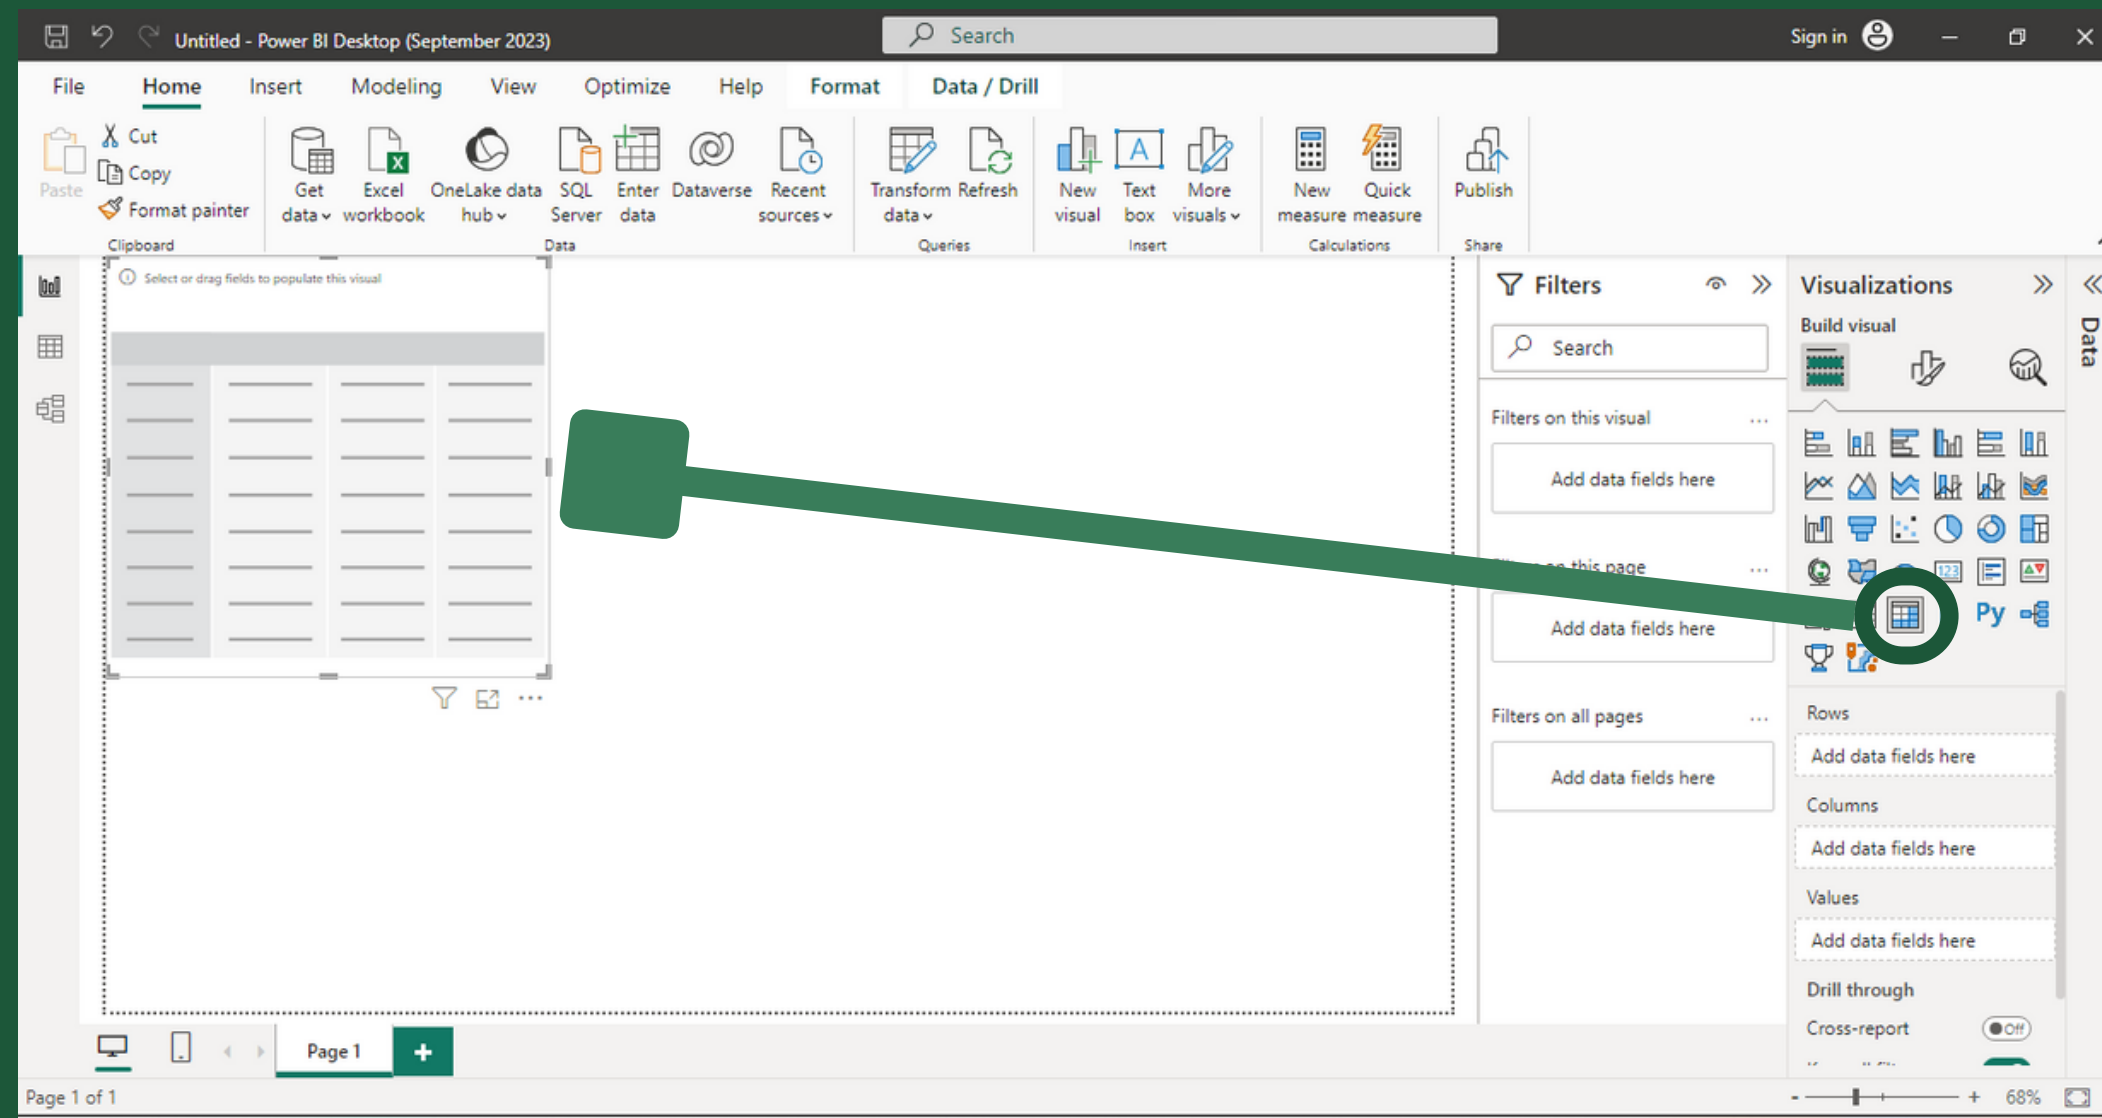 Untitled - Power BI Desktop (September 2023)
Search
Sign in
File Home Insert Modeling View Optimize Help Format Data / Drill
Paste
Cut
Copy
Format painter
Clipboard
Get data
Excel workbook
OneLake data hub
SQL Server
Enter data
Dataverse
Recent sources
Data
Transform data
Refresh
Queries
New visual
Text box
More visuals
Insert
New measure
Quick measure
Calculations
Publish
Share
Select or drag fields to populate this visual
Filters
Search
Filters on this visual
...
Add data fields here
on this page
...
Add data fields here
Filters on all pages
...
Add data fields here
Visualizations
Build visual
123
Py
Rows
Add data fields here
Columns
Add data fields here
Values
Add data fields here
Drill through
Cross-report
Off
Data
Page 1
+
Page 1 of 1
- + 68%